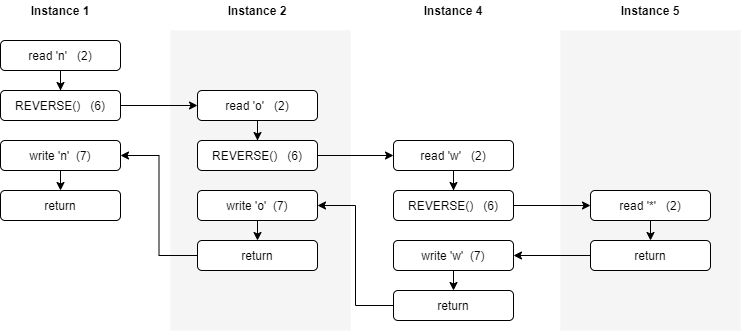 Instance 1
Instance 2
Instance 4
Instance 5
read 'n' (2)
REVERSE() (6)
read 'o' (2)
write 'n' (7)
REVERSE() (6)
read 'w' (2)
return
write 'o' (7)
REVERSE() (6)
read '*' (2)
return
write 'w' (7)
return
return